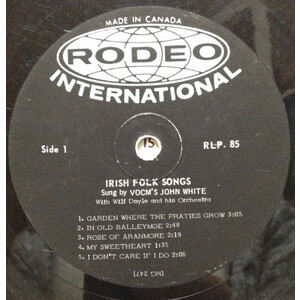 MADE IN CANADA
RODEO
INTERNATIONAL
Side 1
IS
RLP. 85
IRISH FOLK SONGS
Sung by VOCM'S JOHN WHITE
With Wilf Doyle and his Orchestra
1. GARDEN WHERE THE PRATIES GROW 3:05
2. IN OLD BALLEYMOE 2:48
3. ROSE OF ARANMORE 2:19
4. MY SWEETHEART 1:35
5. I DON'T CARE IF I DO 2:06